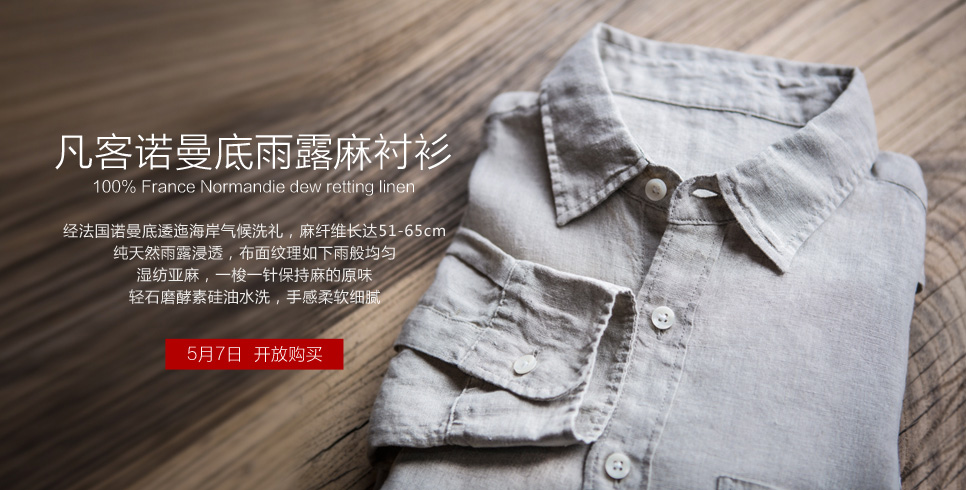 凡客诺曼底雨露麻衬衫
100% France Normandie dew retting linen
经法国诺曼底逶迤海岸气候洗礼，麻纤维长达51-65cm
纯天然雨露浸透，布面纹理如下雨般均匀
湿纺亚麻，一梭一针保持麻的原味
轻石磨酵素硅油水洗，手感柔软细腻
5月7日 开放购买